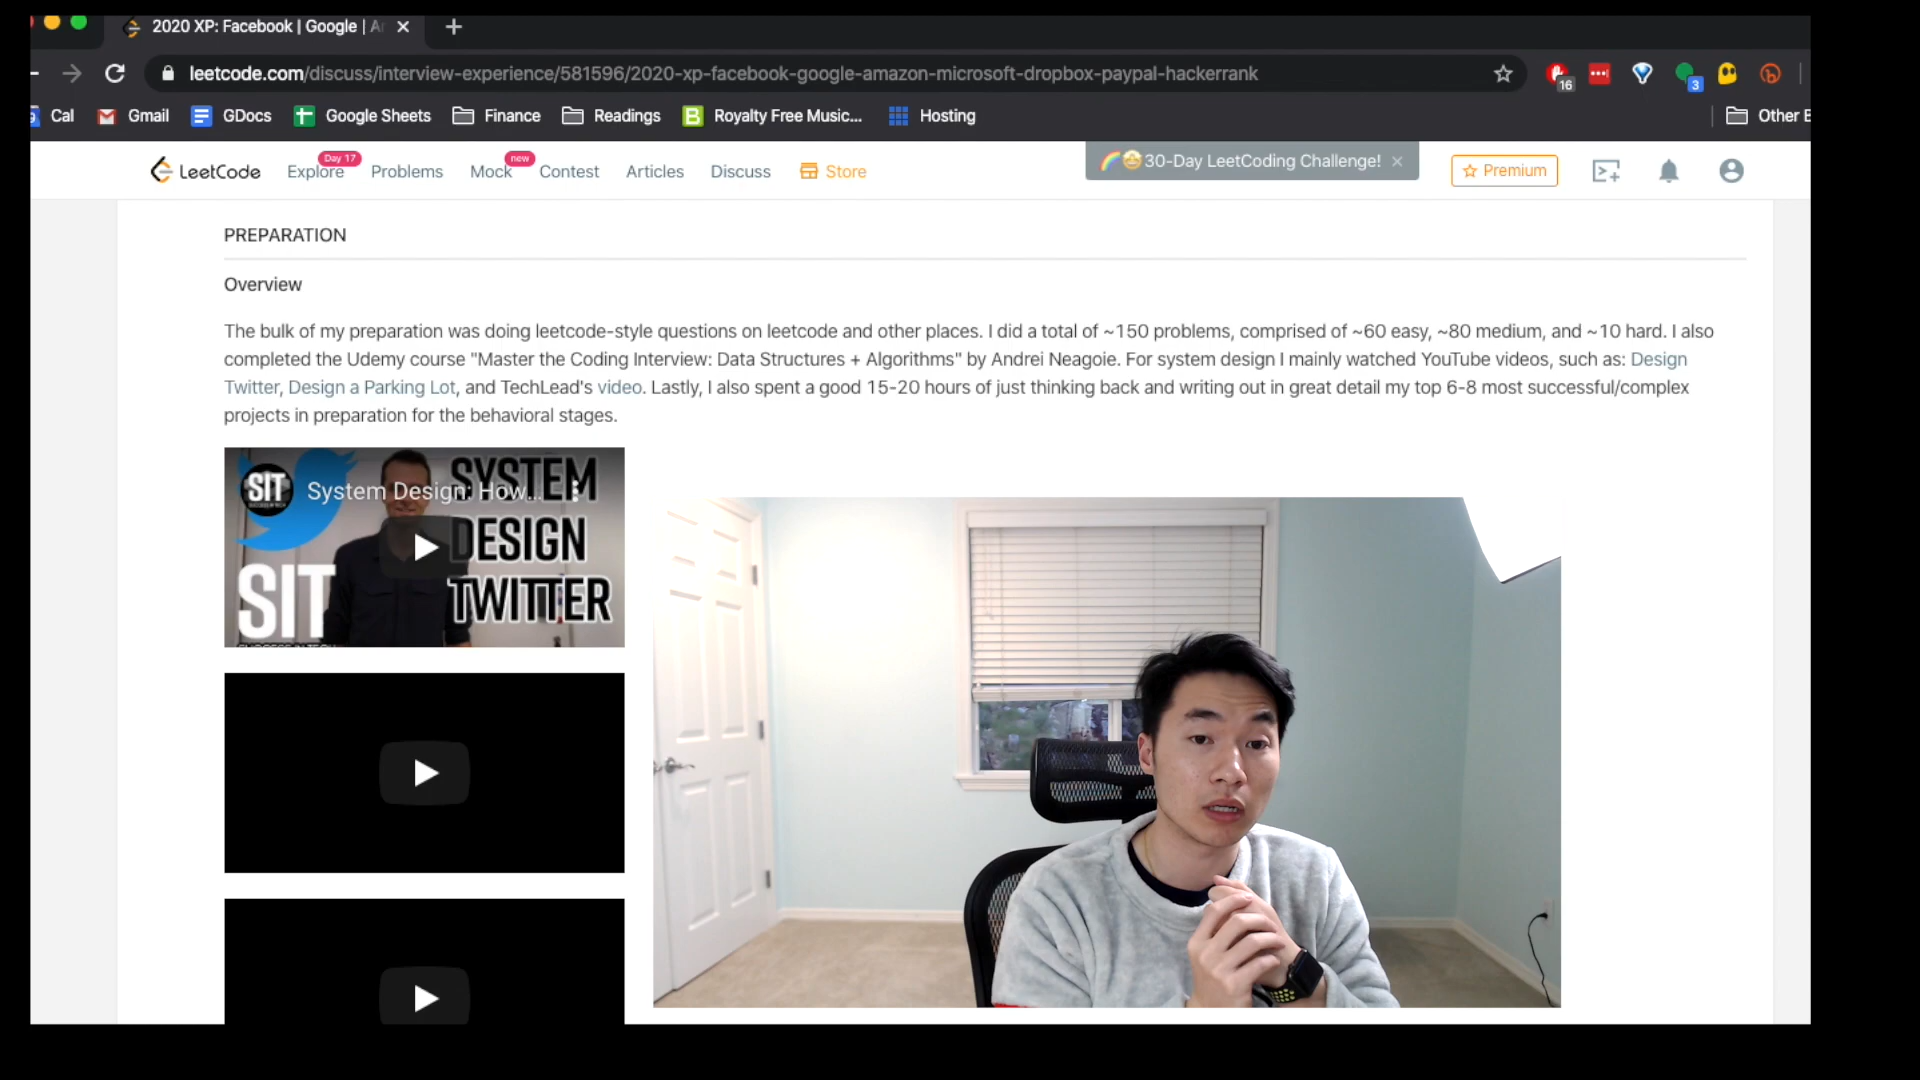 2020 XP: Facebook | Google |
leetcode.com/discuss/interview-experience/581596/2020-xp-facebook-google-amazon-microsoft-dropbox-paypal-hackerrank
16
3
Cal Gmail GDocs Google Sheets Finance Readings Royalty Free Music... Hosting Other
LeetCode Explore Day 17 Problems Mock new Contest Articles Discuss Store 30-Day LeetCoding Challenge! Premium
PREPARATION
Overview
The bulk of my preparation was doing leetcode-style questions on leetcode and other places. I did a total of ~150 problems, comprised of ~60 easy, ~80 medium, and ~10 hard. I also
completed the Udemy course "Master the Coding Interview: Data Structures + Algorithms" by Andrei Neagoie. For system design I mainly watched YouTube videos, such as: Design
Twitter, Design a Parking Lot, and TechLead's video. Lastly, I also spent a good 15-20 hours of just thinking back and writing out in great detail my top 6-8 most successful/complex
projects in preparation for the behavioral stages.
SIT System Design: How...
SYSTEM
DESIGN
TWITTER
SIT